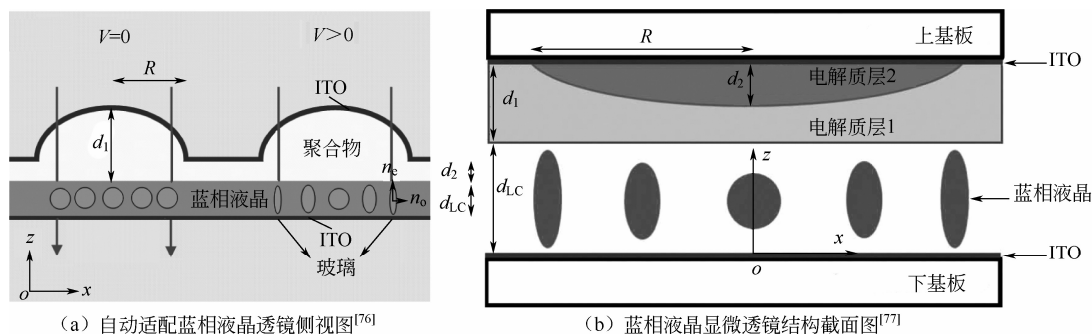 V=0
V>0
R
ITO
d₁
聚合物
nₑ
d₂
蓝相液晶
nₒ
d_LC
ITO
玻璃
z
o
x
（a）自动适配蓝相液晶透镜侧视图[76]
上基板
R
ITO
d₂
电解质层2
d₁
电解质层1
z
d_LC
蓝相液晶
x
o
ITO
下基板
（b）蓝相液晶显微透镜结构截面图[77]